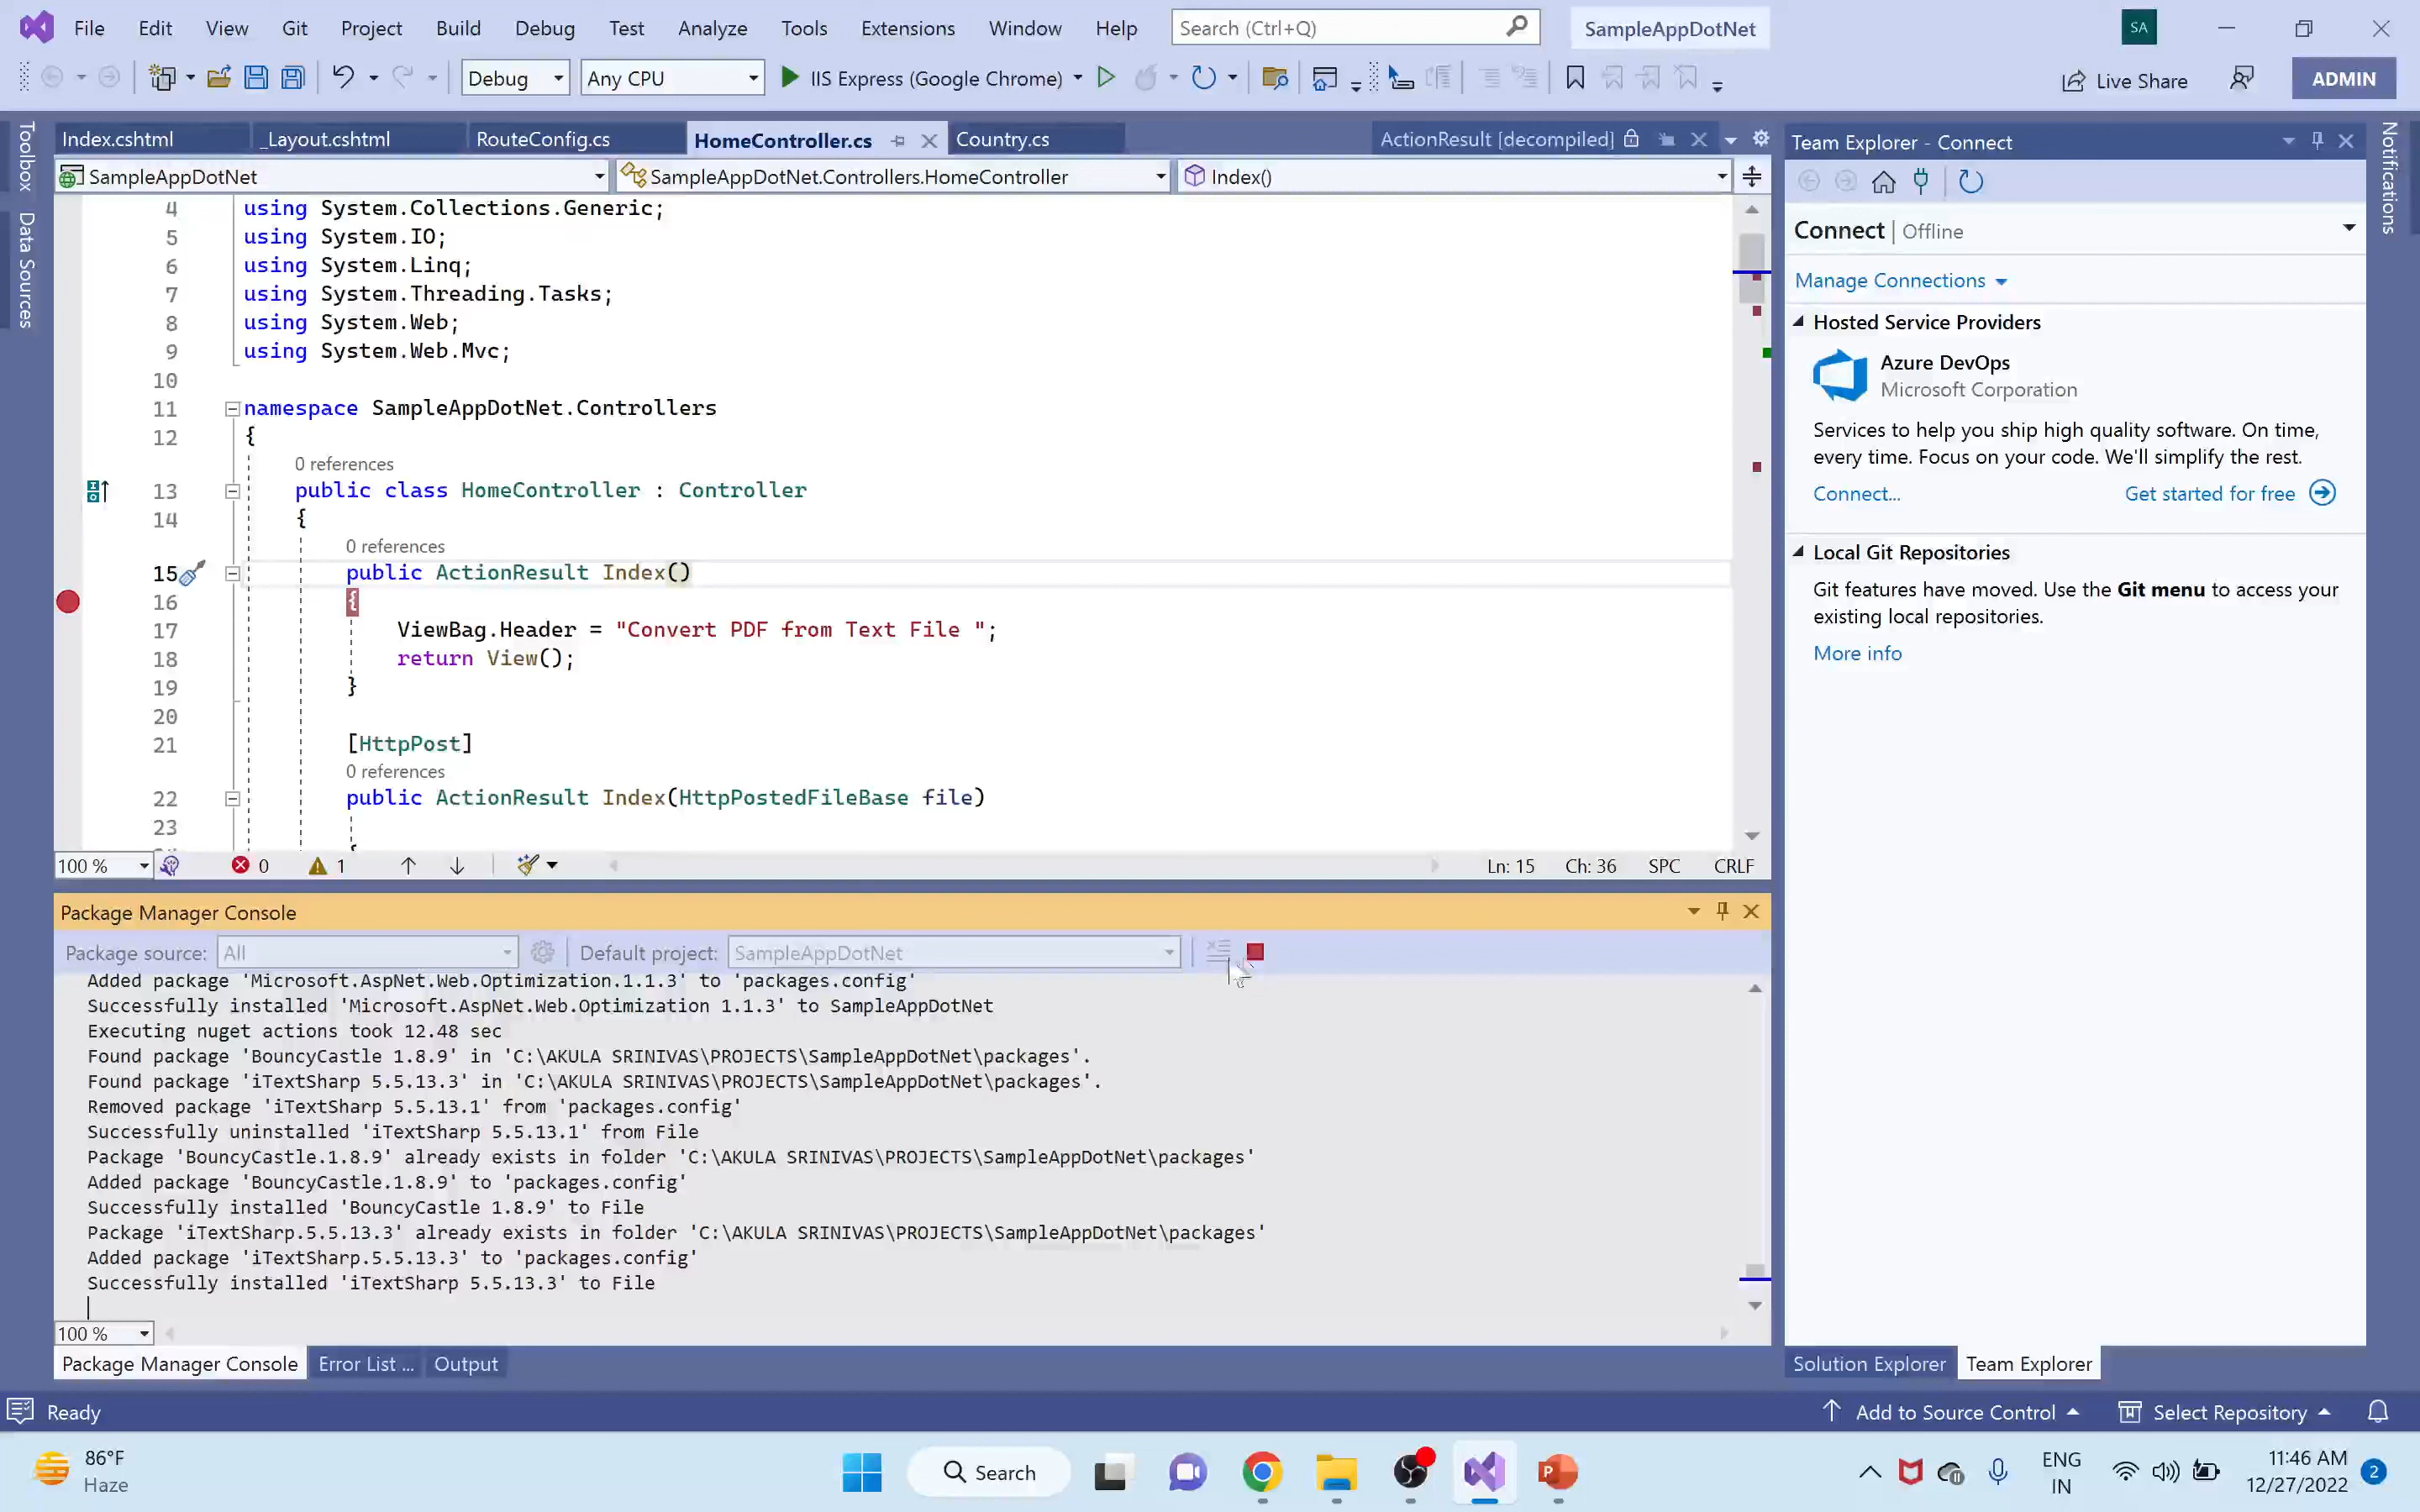 File Edit View Git Project Build Debug Test Analyze Tools Extensions Window Help Search (Ctrl+Q) SampleAppDotNet SA
Debug Any CPU IIS Express (Google Chrome) Live Share ADMIN
Toolbox
Data Sources
Index.cshtml _Layout.cshtml RouteConfig.cs HomeController.cs Country.cs ActionResult [decompiled]
SampleAppDotNet SampleAppDotNet.Controllers.HomeController Index()
4 using System.Collections.Generic;
5 using System.IO;
6 using System.Linq;
7 using System.Threading.Tasks;
8 using System.Web;
9 using System.Web.Mvc;
10
11 namespace SampleAppDotNet.Controllers
12 {
0 references
13 public class HomeController : Controller
14 {
0 references
15 public ActionResult Index()
16 {
17 ViewBag.Header = "Convert PDF from Text File ";
18 return View();
19 }
20
21 [HttpPost]
0 references
22 public ActionResult Index(HttpPostedFileBase file)
23
100 % 0 1 Ln: 15 Ch: 36 SPC CRLF
Package Manager Console
Package source: All Default project: SampleAppDotNet
Added package 'Microsoft.AspNet.Web.Optimization.1.1.3' to 'packages.config'
Successfully installed 'Microsoft.AspNet.Web.Optimization 1.1.3' to SampleAppDotNet
Executing nuget actions took 12.48 sec
Found package 'BouncyCastle 1.8.9' in 'C:\AKULA SRINIVAS\PROJECTS\SampleAppDotNet\packages'.
Found package 'iTextSharp 5.5.13.3' in 'C:\AKULA SRINIVAS\PROJECTS\SampleAppDotNet\packages'.
Removed package 'iTextSharp 5.5.13.1' from 'packages.config'
Successfully uninstalled 'iTextSharp 5.5.13.1' from File
Package 'BouncyCastle.1.8.9' already exists in folder 'C:\AKULA SRINIVAS\PROJECTS\SampleAppDotNet\packages'
Added package 'BouncyCastle.1.8.9' to 'packages.config'
Successfully installed 'BouncyCastle 1.8.9' to File
Package 'iTextSharp.5.5.13.3' already exists in folder 'C:\AKULA SRINIVAS\PROJECTS\SampleAppDotNet\packages'
Added package 'iTextSharp.5.5.13.3' to 'packages.config'
Successfully installed 'iTextSharp 5.5.13.3' to File
100 %
Package Manager Console Error List ... Output
Team Explorer - Connect
Connect | Offline
Manage Connections
Hosted Service Providers
Azure DevOps
Microsoft Corporation
Services to help you ship high quality software. On time,
every time. Focus on your code. We'll simplify the rest.
Connect... Get started for free
Local Git Repositories
Git features have moved. Use the Git menu to access your
existing local repositories.
More info
Solution Explorer Team Explorer
Notifications
Ready Add to Source Control Select Repository
86°F
Haze
Search
ENG
IN
11:46 AM
12/27/2022
2